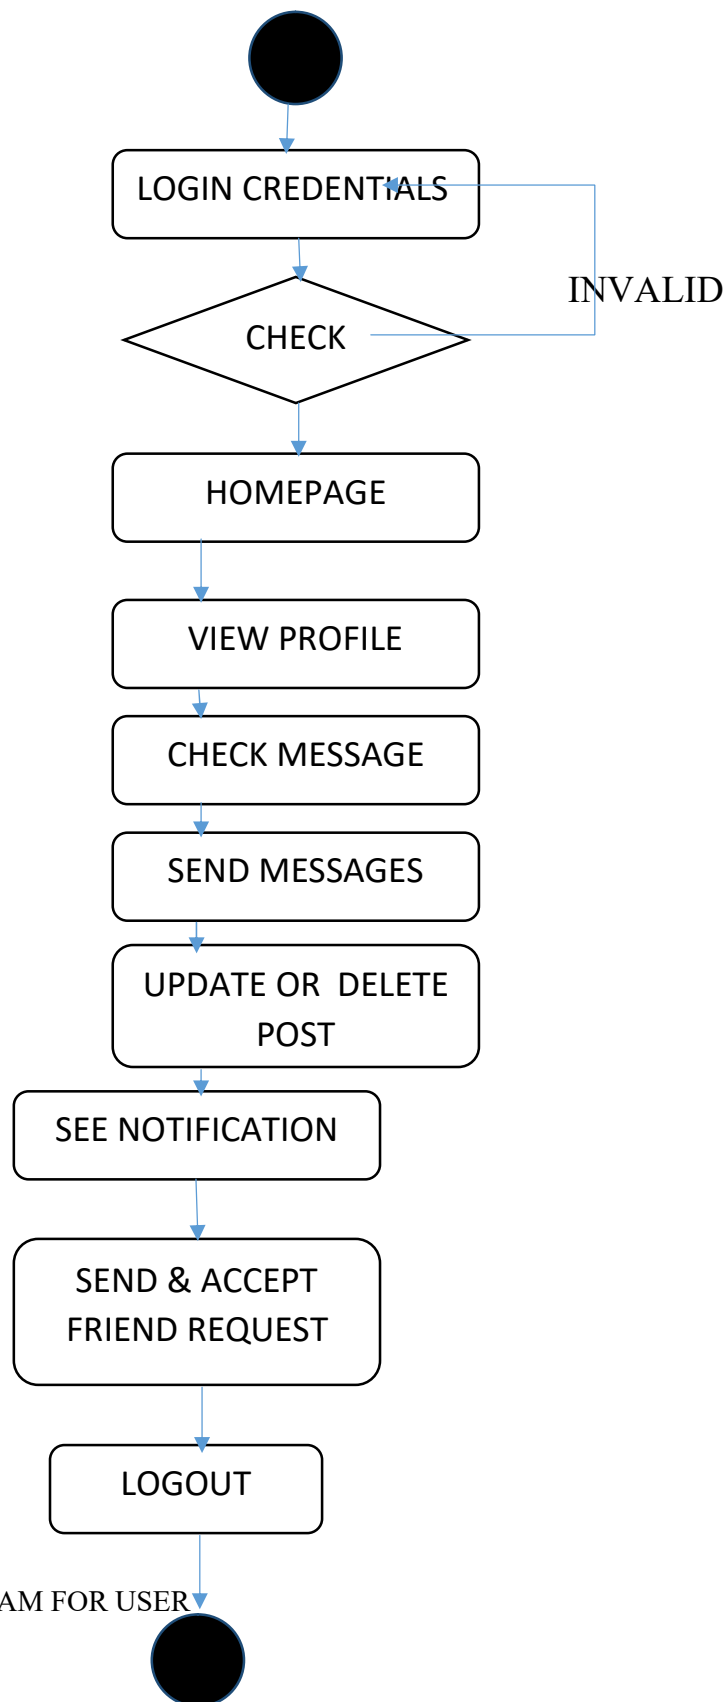 LOGIN CREDENTIALS
INVALID
CHECK
HOMEPAGE
VIEW PROFILE
CHECK MESSAGE
SEND MESSAGES
UPDATE OR  DELETE
POST
SEE NOTIFICATION
SEND & ACCEPT
FRIEND REQUEST
LOGOUT
AM FOR USER